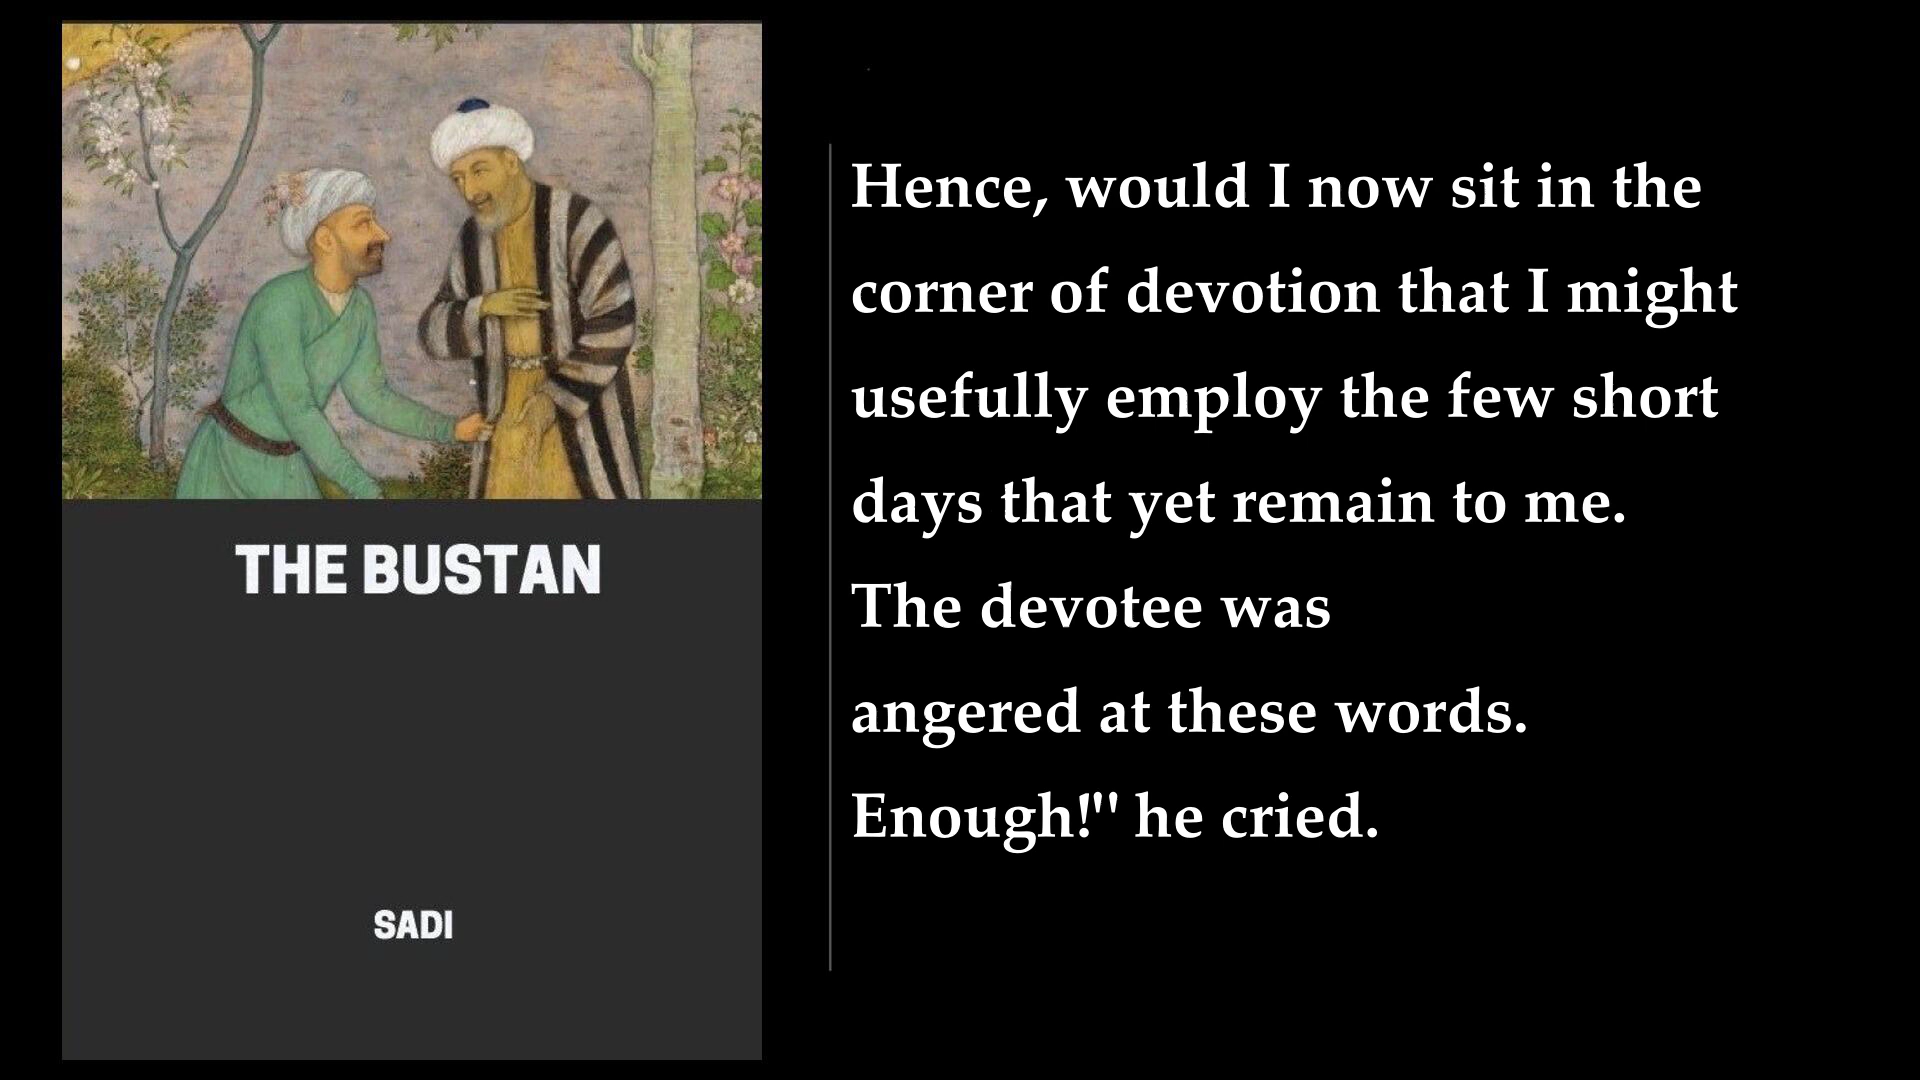 THE BUSTAN
SADI
Hence, would I now sit in the
corner of devotion that I might
usefully employ the few short
days that yet remain to me.
The devotee was
angered at these words.
Enough!"' he cried.